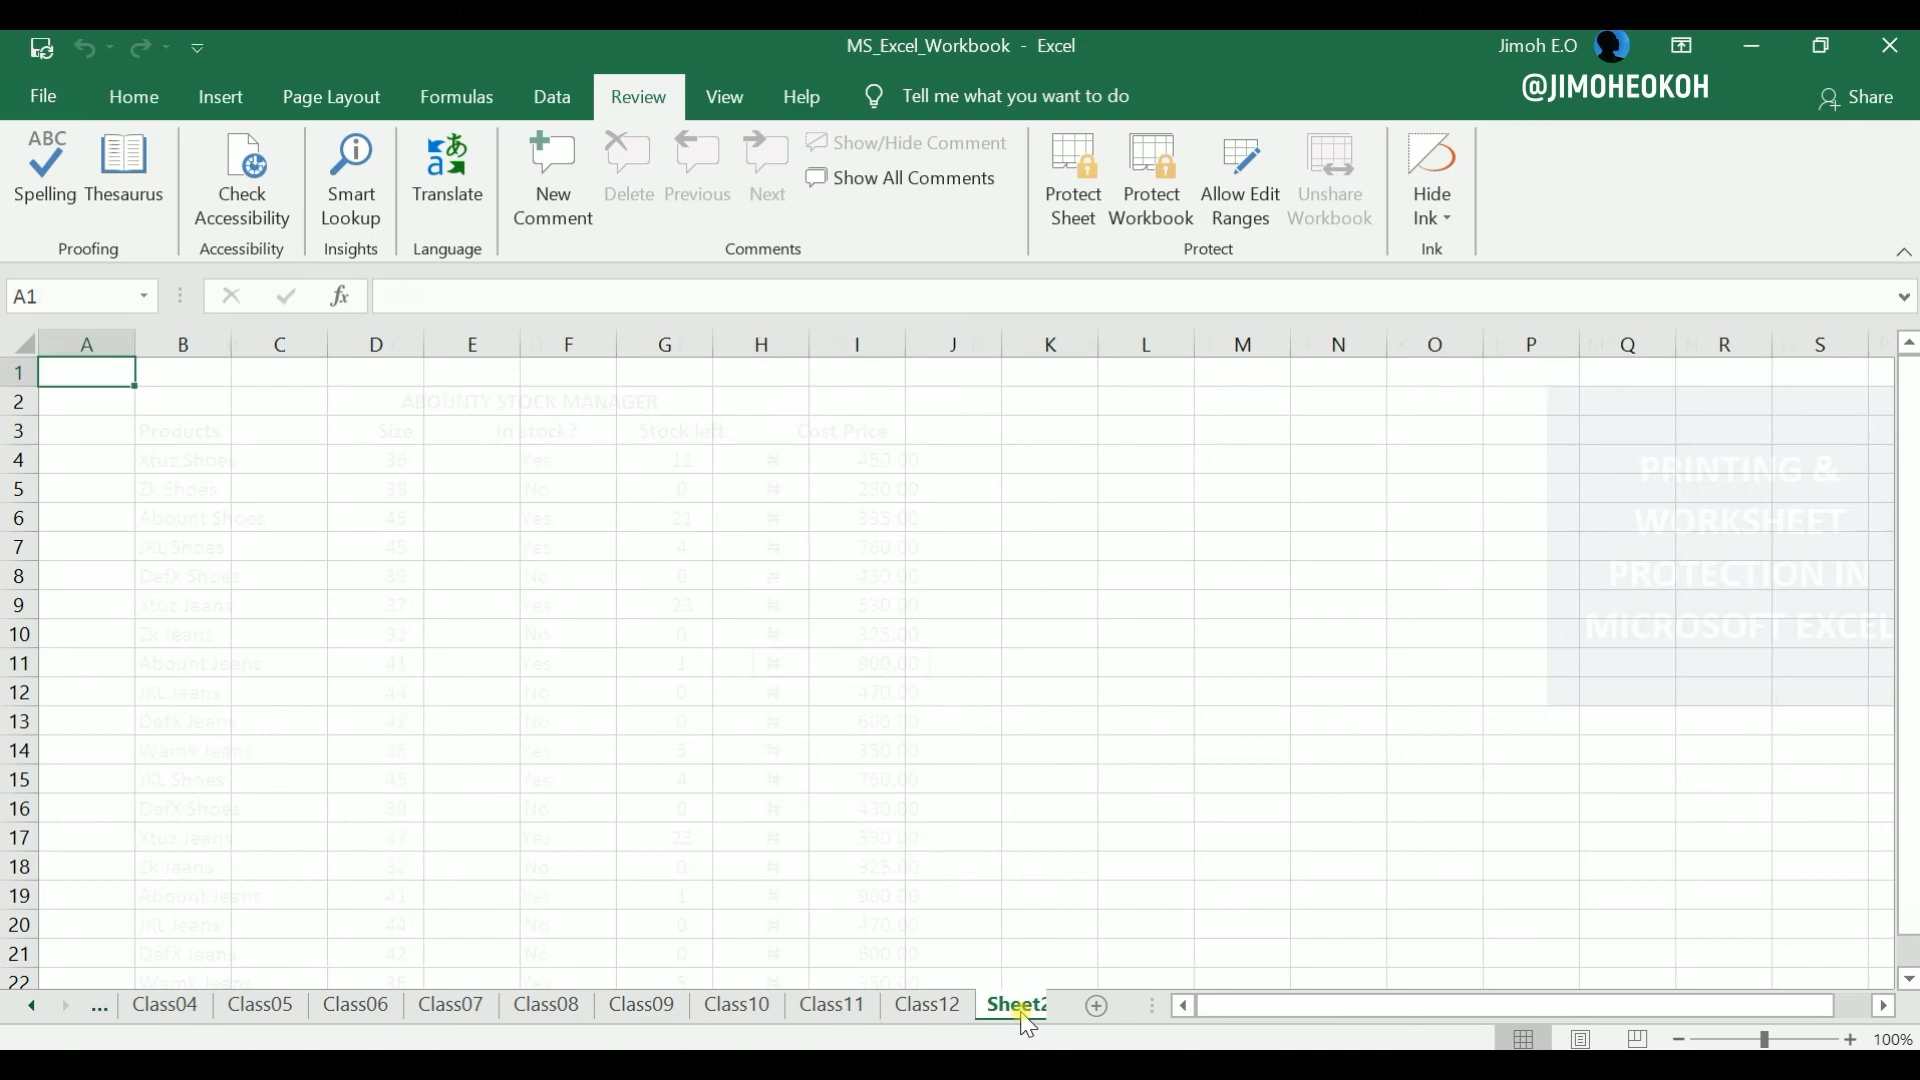 MS_Excel_Workbook - Excel
Jimoh E.O
@JIMOHEOKOH
File Home Insert Page Layout Formulas Data Review View Help Tell me what you want to do Share
ABC
Spelling Thesaurus Check Accessibility Smart Lookup Translate New Comment Delete Previous Next Show/Hide Comment
Show All Comments
Protect Sheet Protect Workbook Allow Edit Ranges Unshare Workbook Hide Ink
Proofing Accessibility Insights Language Comments Protect Ink
A1 fx
A B C D E F G H I J K L M N O P Q R S
1
2 ABOUNTY STOCK MANAGER
3 Products Size In stock? Stock left Cost Price
4 Xtuz Shoes 36 Yes 11 ₦ 450.00
5 Zk Shoes No 0 ₦ 230.00
6 Abount Shoes 45 Yes 21 ₦ 335.00
7 JKL Shoes 45 Yes 4 ₦ 760.00
8 DefX Shoes 39 No 0 ₦ 430.00
9 Xtuz Jeans 37 Yes 23 ₦ 530.00
10 Zk Jeans 32 No 0 ₦ 325.00
11 Abount Jeans 41 Yes 1 ₦ 900.00
12 JKL Jeans 44 No 0 ₦ 470.00
13 DefX Jeans 42 No 0 ₦ 600.00
14 Jeans 36 Yes 5 ₦ 350.00
15 JKL Shoes 45 Yes 4 ₦ 760.00
16 DefX Shoes 39 No 0 ₦ 430.00
17 Xtuz Jeans 37 Yes 23 ₦ 530.00
18 Zk Jeans 32 No 0 ₦ 325.00
19 Abount Jeans 41 Yes 1 ₦ 900.00
20 JKL Jeans 44 No 0 ₦ 470.00
21 DefX Jeans 42 No 0 ₦ 600.00
22 Jeans 36 Yes 5 ₦ 350.00
PRINTING &
WORKSHEET
PROTECTION IN
MICROSOFT EXCEL
... Class04 Class05 Class06 Class07 Class08 Class09 Class10 Class11 Class12 Sheet2
100%